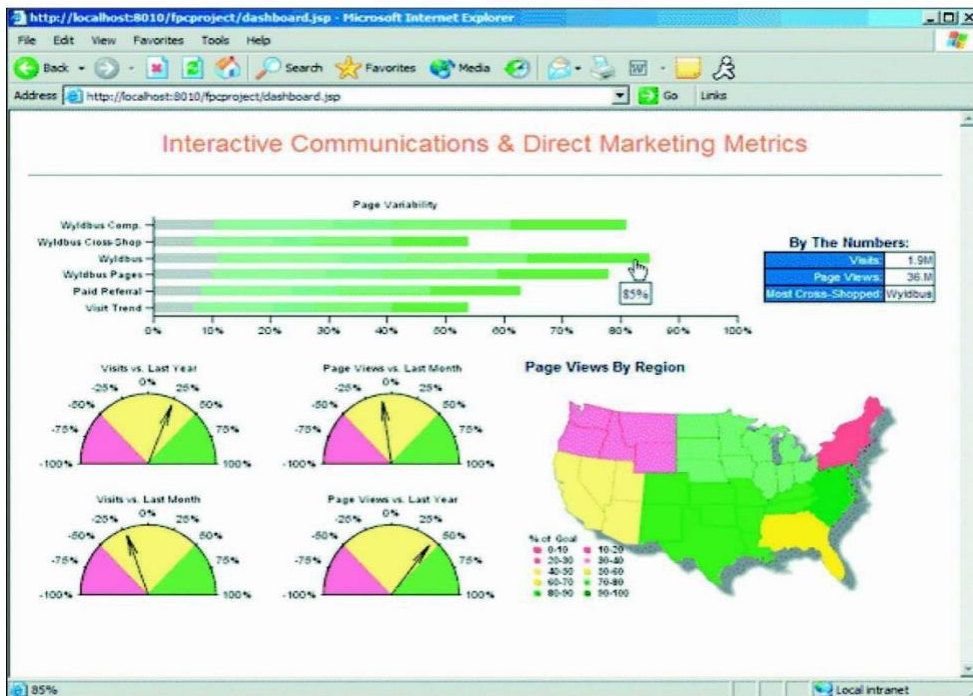 http://localhost:8010/fpcproject/dashboard.jsp - Microsoft Internet Explorer
File Edit View Favorites Tools Help
Back Search Favorites Media
Address http://localhost:8010/fpcproject/dashboard.jsp Go Links
Interactive Communications & Direct Marketing Metrics
Page Variability
Wyldbus Comp.
Wyldbus Cross-Shop
Wyldbus
Wyldbus Pages
Paid Referral
Visit Trend
0% 10% 20% 30% 40% 50% 60% 70% 80% 90% 100%
85%
By The Numbers:
Visits: 1.9M
Page Views: 36.M
Most Cross-Shopped: Wyldbus
Visits vs. Last Year
-100% -75% -50% -25% 0% 25% 50% 75% 100%
Page Views vs. Last Month
-100% -75% -50% -25% 0% 25% 50% 75% 100%
Visits vs. Last Month
-100% -75% -50% -25% 0% 25% 50% 75% 100%
Page Views vs. Last Year
-100% -75% -50% -25% 0% 25% 50% 75% 100%
Page Views By Region
% of Goal
0-10 10-20
20-30 30-40
40-50 50-60
60-70 70-80
80-90 90-100
85%
Local intranet